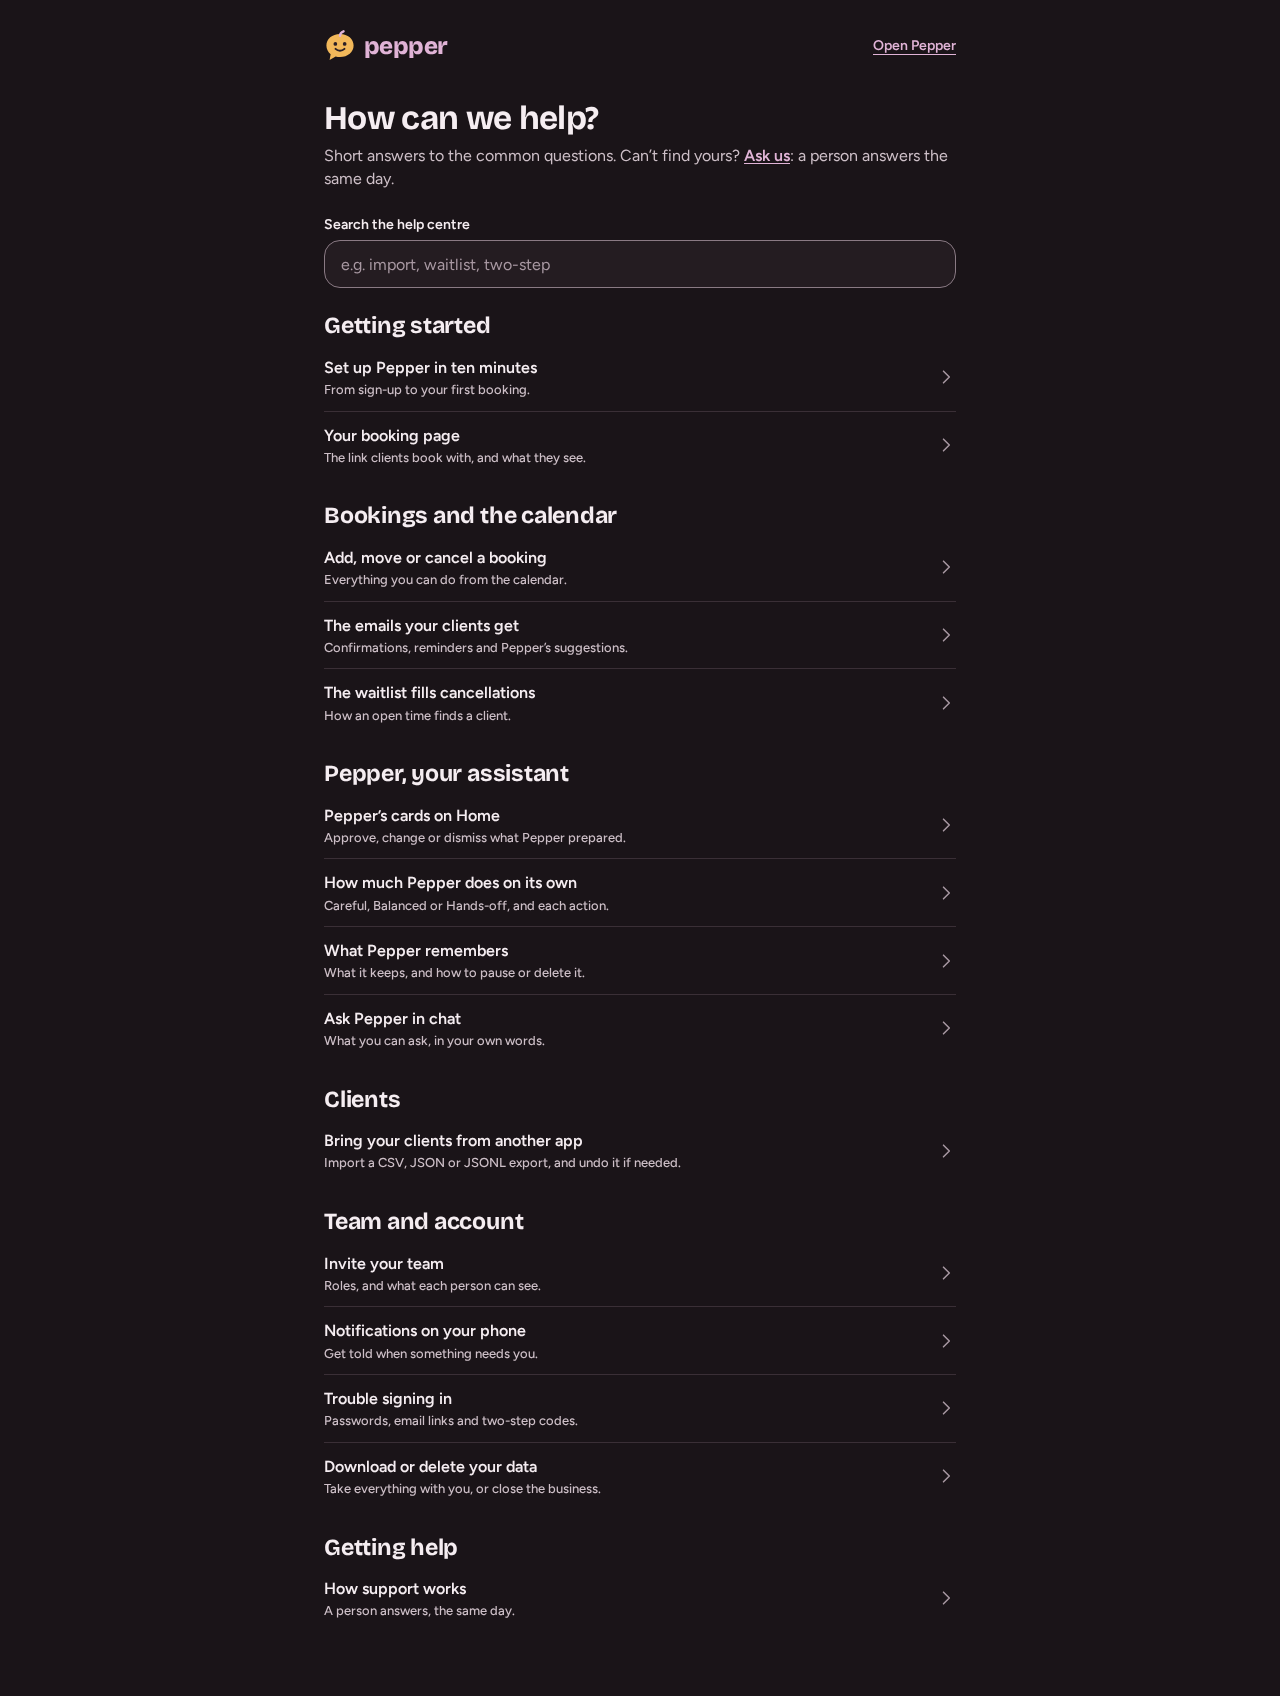 pepper
Open Pepper
How can we help?
Short answers to the common questions. Can’t find yours? Ask us: a person answers the
same day.
Search the help centre
e.g. import, waitlist, two-step
Getting started
Set up Pepper in ten minutes
From sign-up to your first booking.
Your booking page
The link clients book with, and what they see.
Bookings and the calendar
Add, move or cancel a booking
Everything you can do from the calendar.
The emails your clients get
Confirmations, reminders and Pepper’s suggestions.
The waitlist fills cancellations
How an open time finds a client.
Pepper, your assistant
Pepper’s cards on Home
Approve, change or dismiss what Pepper prepared.
How much Pepper does on its own
Careful, Balanced or Hands-off, and each action.
What Pepper remembers
What it keeps, and how to pause or delete it.
Ask Pepper in chat
What you can ask, in your own words.
Clients
Bring your clients from another app
Import a CSV, JSON or JSONL export, and undo it if needed.
Team and account
Invite your team
Roles, and what each person can see.
Notifications on your phone
Get told when something needs you.
Trouble signing in
Passwords, email links and two-step codes.
Download or delete your data
Take everything with you, or close the business.
Getting help
How support works
A person answers, the same day.